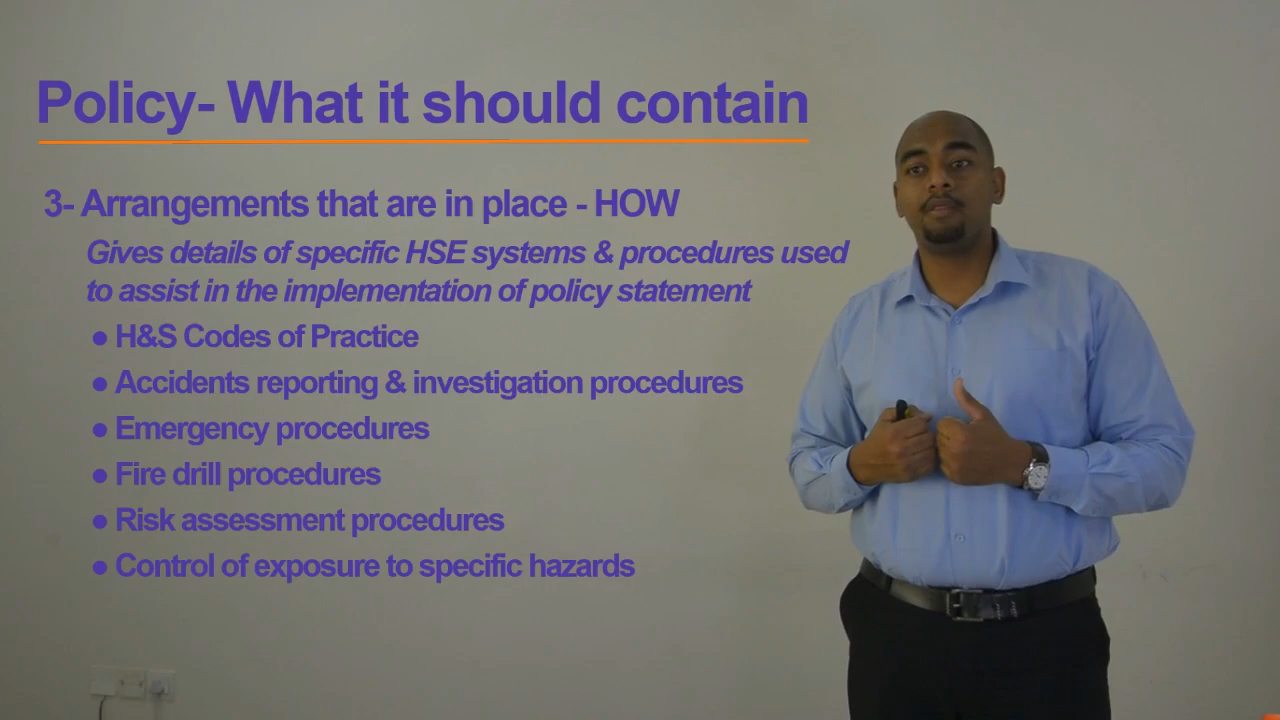 Policy- What it should contain
3- Arrangements that are in place - HOW
Gives details of specific HSE systems & procedures used
to assist in the implementation of policy statement
● H&S Codes of Practice
● Accidents reporting & investigation procedures
● Emergency procedures
● Fire drill procedures
● Risk assessment procedures
● Control of exposure to specific hazards